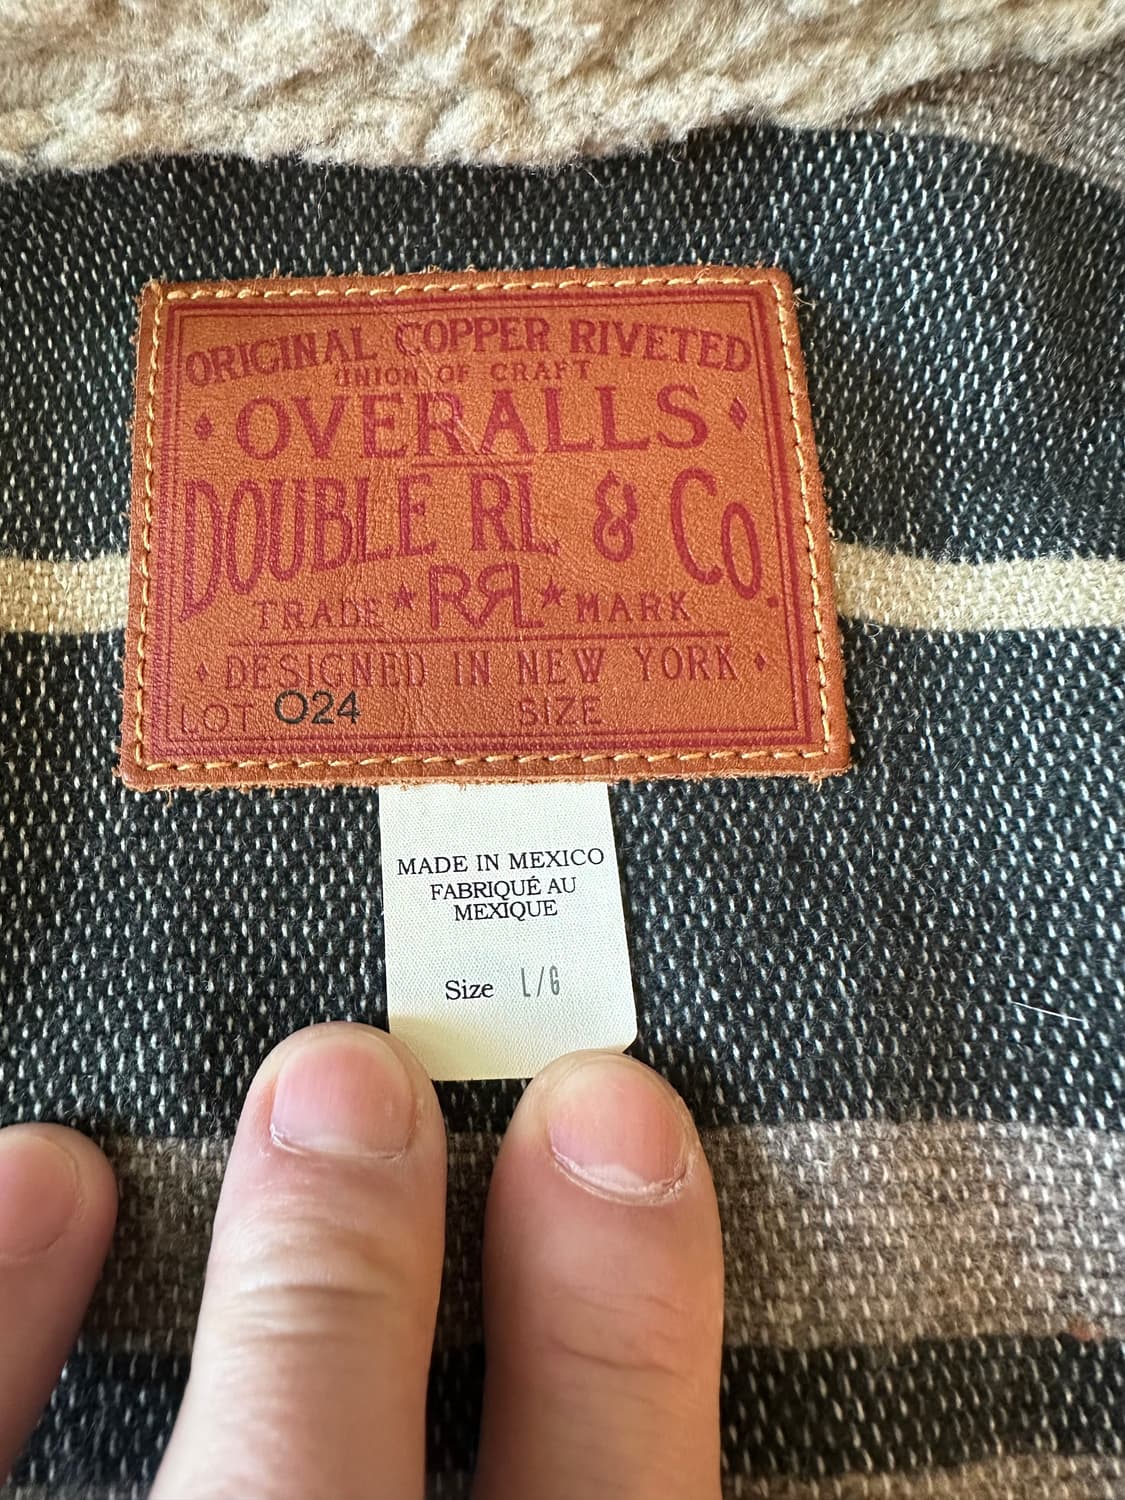 ORIGINAL COPPER RIVETED
UNION OF CRAFT
OVERALLS
DOUBLE RL & CO.
TRADE ★ RRL ★ MARK
DESIGNED IN NEW YORK
LOT 024 SIZE
MADE IN MEXICO
FABRIQUÉ AU
MEXIQUE
Size L/G